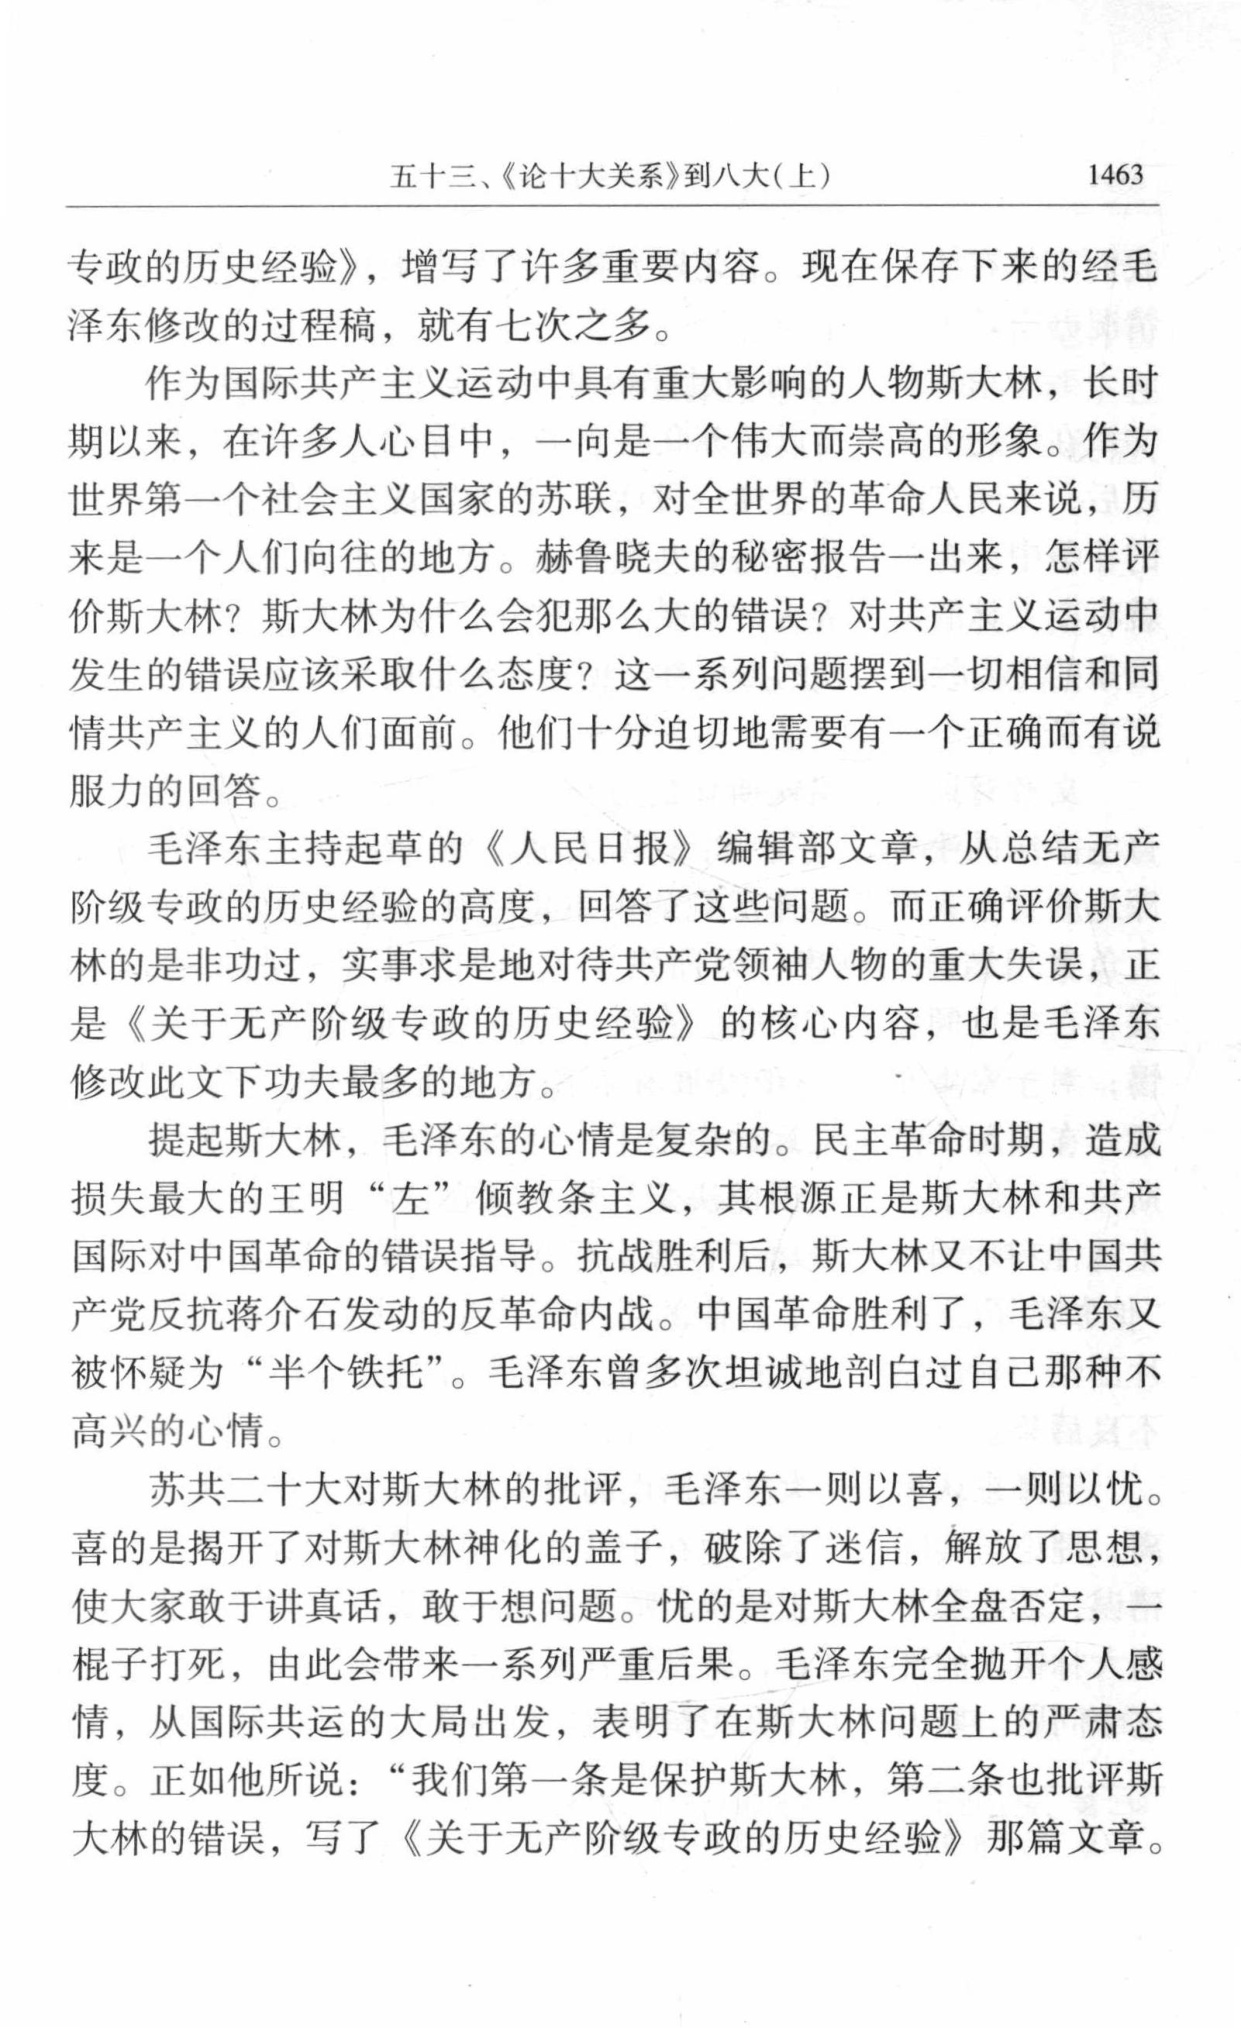 五十三、《论十大关系》到八大（上） 1463
专政的历史经验》，增写了许多重要内容。现在保存下来的经毛
泽东修改的过程稿，就有七次之多。
作为国际共产主义运动中具有重大影响的人物斯大林，长时
期以来，在许多人心目中，一向是一个伟大而崇高的形象。作为
世界第一个社会主义国家的苏联，对全世界的革命人民来说，历
来是一个人们向往的地方。赫鲁晓夫的秘密报告一出来，怎样评
价斯大林？斯大林为什么会犯那么大的错误？对共产主义运动中
发生的错误应该采取什么态度？这一系列问题摆到一切相信和同
情共产主义的人们面前。他们十分迫切地需要有一个正确而有说
服力的回答。
毛泽东主持起草的《人民日报》编辑部文章，从总结无产
阶级专政的历史经验的高度，回答了这些问题。而正确评价斯大
林的是非功过，实事求是地对待共产党领袖人物的重大失误，正
是《关于无产阶级专政的历史经验》的核心内容，也是毛泽东
修改此文下功夫最多的地方。
提起斯大林，毛泽东的心情是复杂的。民主革命时期，造成
损失最大的王明“左”倾教条主义，其根源正是斯大林和共产
国际对中国革命的错误指导。抗战胜利后，斯大林又不让中国共
产党反抗蒋介石发动的反革命内战。中国革命胜利了，毛泽东又
被怀疑为“半个铁托”。毛泽东曾多次坦诚地剖白过自己那种不
高兴的心情。
苏共二十大对斯大林的批评，毛泽东一则以喜，一则以忧。
喜的是揭开了对斯大林神化的盖子，破除了迷信，解放了思想，
使大家敢于讲真话，敢于想问题。忧的是对斯大林全盘否定，一
棍子打死，由此会带来一系列严重后果。毛泽东完全抛开个人感
情，从国际共运的大局出发，表明了在斯大林问题上的严肃态
度。正如他所说：“我们第一条是保护斯大林，第二条也批评斯
大林的错误，写了《关于无产阶级专政的历史经验》那篇文章。